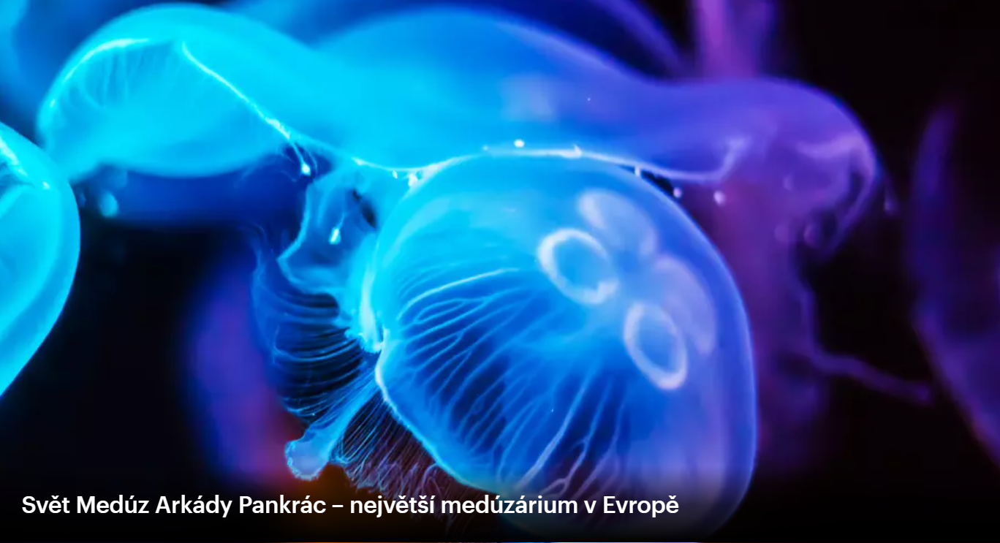 Svět Medúz Arkády Pankrác – největší medúzárium v Evropě